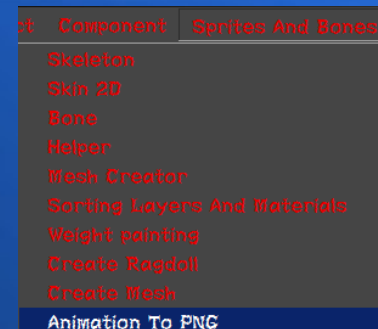 ct Component Sprites And Bones
Skeleton
Skin 2D
Bone
Helper
Mesh Creator
Sorting Layers And Materials
Weight painting
Create Ragdoll
Create Mesh
Animation To PNG